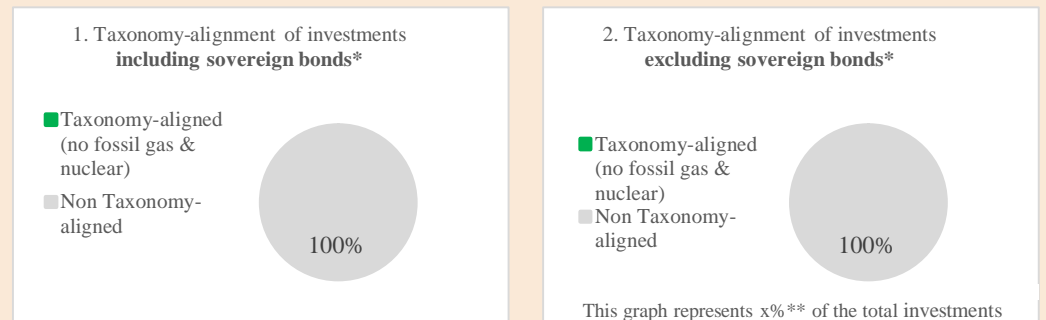 1. Taxonomy-alignment of investments
including sovereign bonds*
Taxonomy-aligned
(no fossil gas &
nuclear)
Non Taxonomy-
aligned
100%
2. Taxonomy-alignment of investments
excluding sovereign bonds*
Taxonomy-aligned
(no fossil gas &
nuclear)
Non Taxonomy-
aligned
100%
This graph represents x%** of the total investments